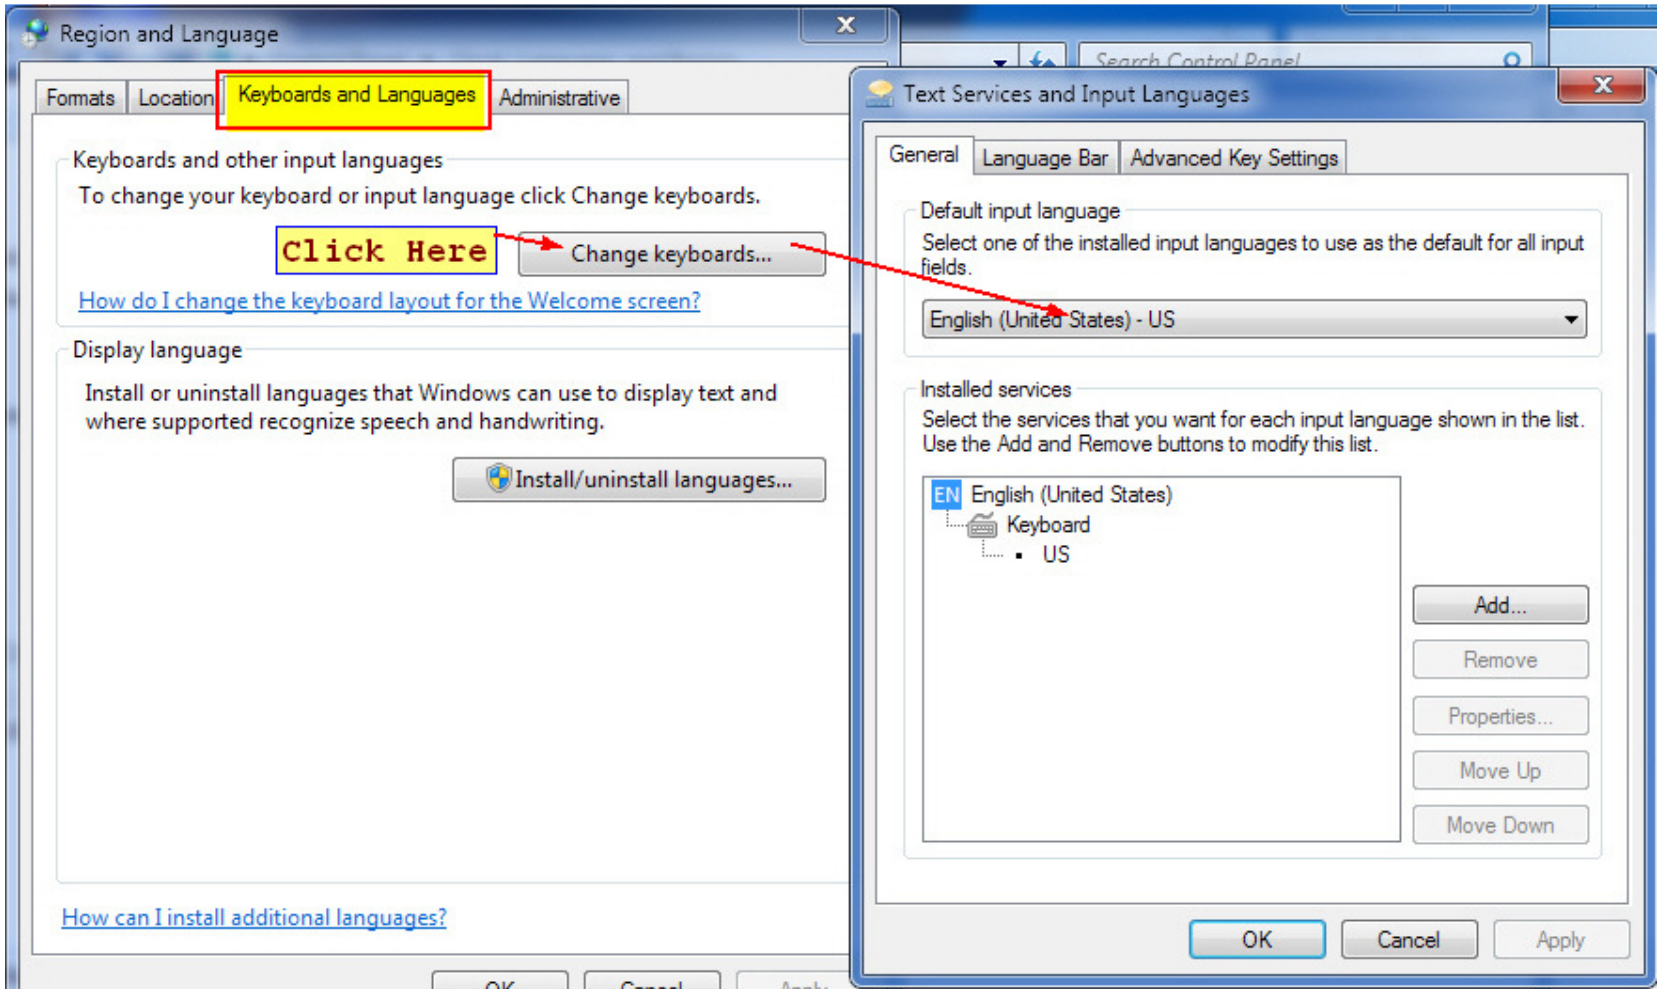 Region and Language
Formats
Location
Keyboards and Languages
Administrative
Keyboards and other input languages
To change your keyboard or input language click Change keyboards.
Click Here
Change keyboards...
How do I change the keyboard layout for the Welcome screen?
Display language
Install or uninstall languages that Windows can use to display text and
where supported recognize speech and handwriting.
Install/uninstall languages...
How can I install additional languages?
OK
Cancel
Apply
Search Control Panel
Text Services and Input Languages
General
Language Bar
Advanced Key Settings
Default input language
Select one of the installed input languages to use as the default for all input
fields.
English (United States) - US
Installed services
Select the services that you want for each input language shown in the list.
Use the Add and Remove buttons to modify this list.
EN English (United States)
Keyboard
US
Add...
Remove
Properties...
Move Up
Move Down
OK
Cancel
Apply